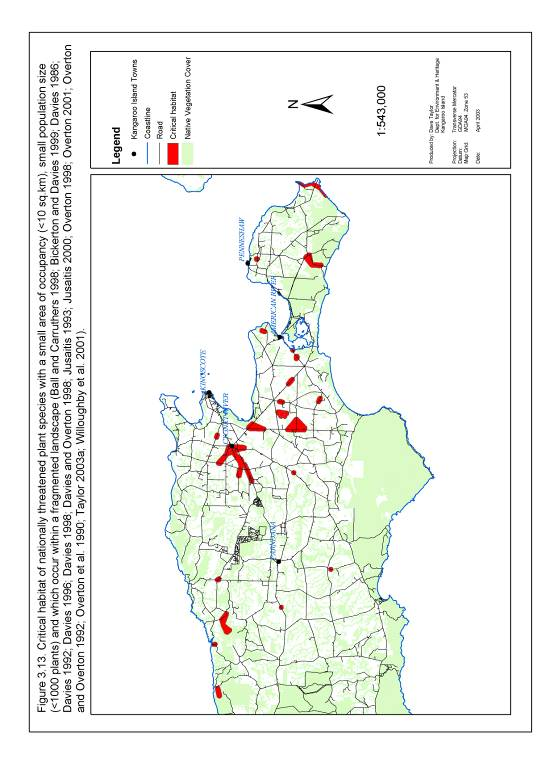 Figure 3.13. Critical habitat of nationally threatened plant species with a small area of occupancy (<10 sq.km), small population size
(<1000 plants) and which occur within a fragmented landscape (Ball and Carruthers 1998; Bickerton and Davies 1999; Davies 1986;
Davies 1992; Davies 1996; Davies 1998; Davies and Overton 1998; Jusaitis 1993; Jusaitis 2000; Overton 1998; Overton 2001; Overton
and Overton 1992; Overton et al. 1990; Taylor 2003a; Willoughby et al. 2001).
PARNDANA
KINGSCOTE
AMERICAN RIVER
PENNESHAW
Legend
Kangaroo Island Towns
Coastline
Road
Critical habitat
Native Vegetation Cover
N
1:543,000
Produced by: Dave Taylor
Dept. for Environment & Heritage
Kangaroo Island
Projection: Transverse Mercator
Datum: GDA94
Map Grid: MGA94 Zone 53
Date: April 2003